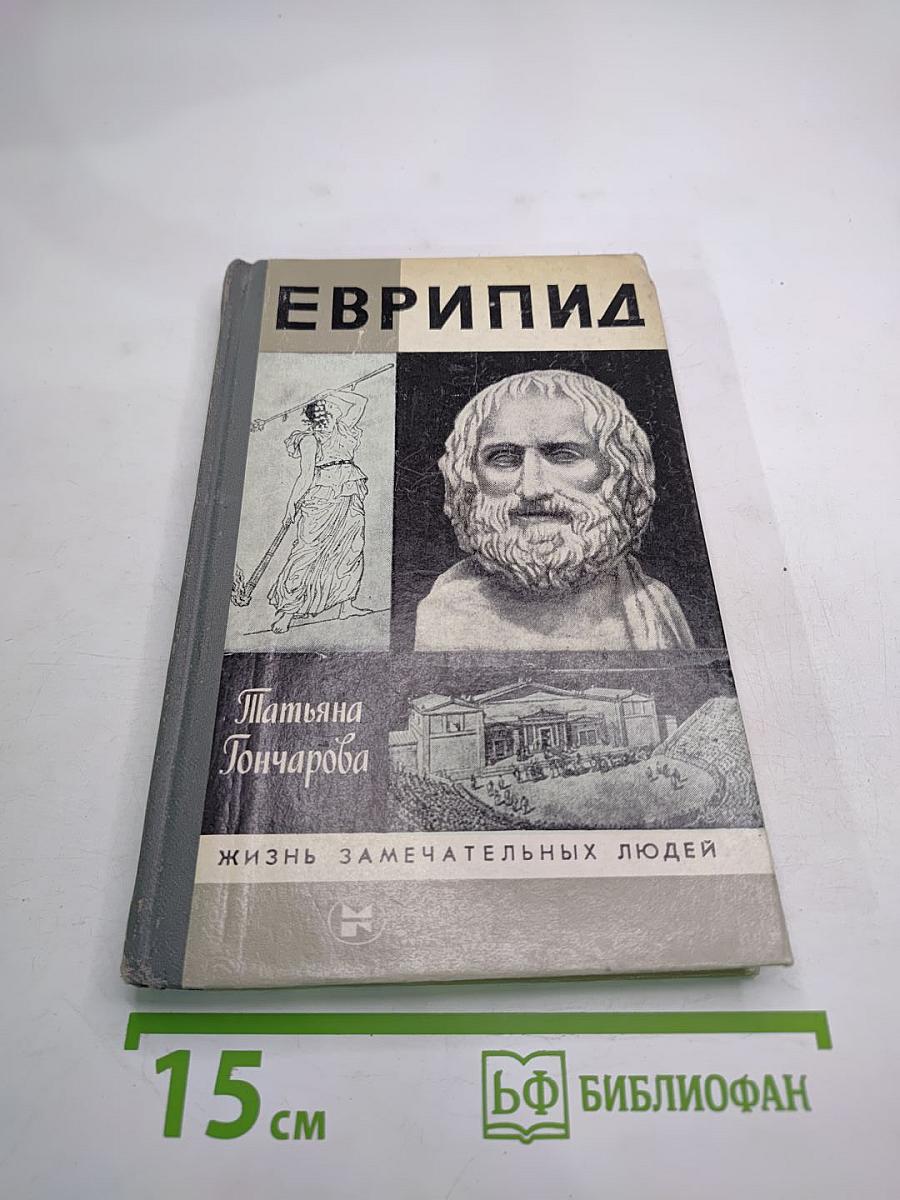 ЕВРИПИД
Татьяна
Гончарова
ЖИЗНЬ ЗАМЕЧАТЕЛЬНЫХ ЛЮДЕЙ
15 см
БФ БИБЛИОФАН